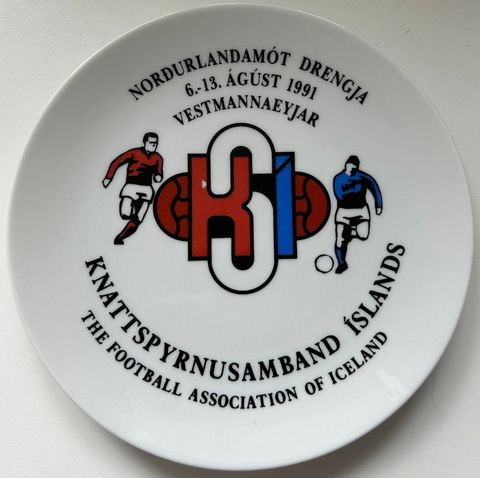 NORÐURLANDAMÓT DRENGJA
6.-13. ÁGÚST 1991
VESTMANNAEYJAR
KSÍ
KNATTSPYRNUSAMBAND ÍSLANDS
THE FOOTBALL ASSOCIATION OF ICELAND